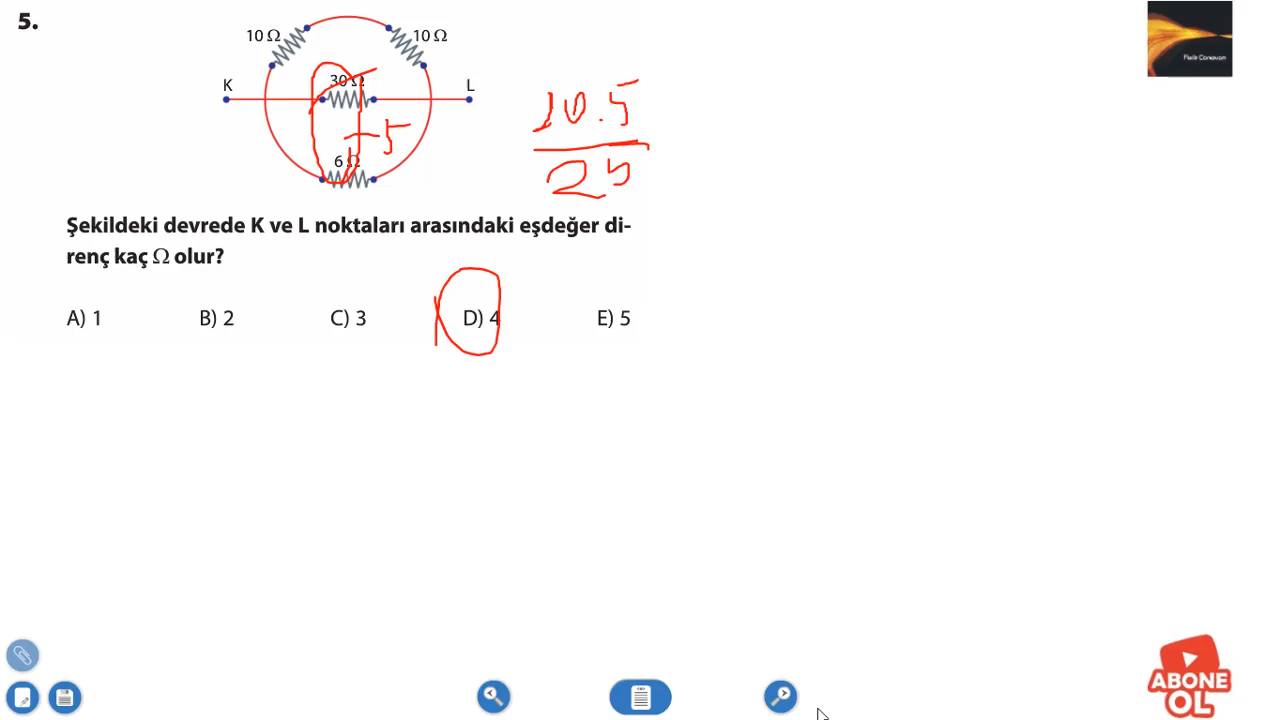 5.
10 Ω
10 Ω
K
30 Ω
L
5
6 Ω
10.5
25
Şekildeki devrede K ve L noktaları arasındaki eşdeğer di-
renç kaç Ω olur?
A) 1 B) 2 C) 3 D) 4 E) 5
ABONE
OL